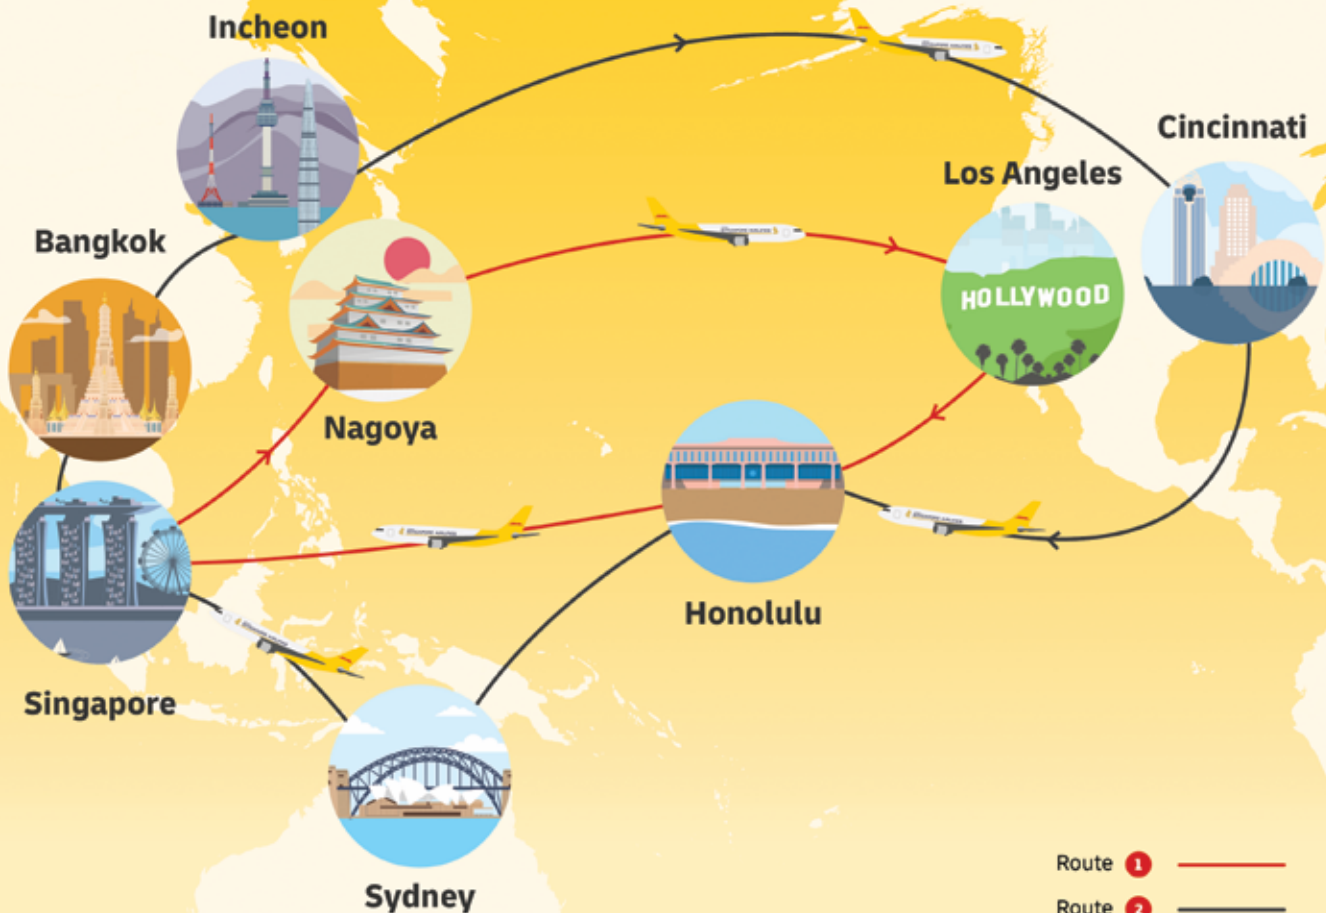 Incheon
Cincinnati
Los Angeles
Bangkok
HOLLYWOOD
Nagoya
Honolulu
Singapore
Sydney
Route 1
Route 2